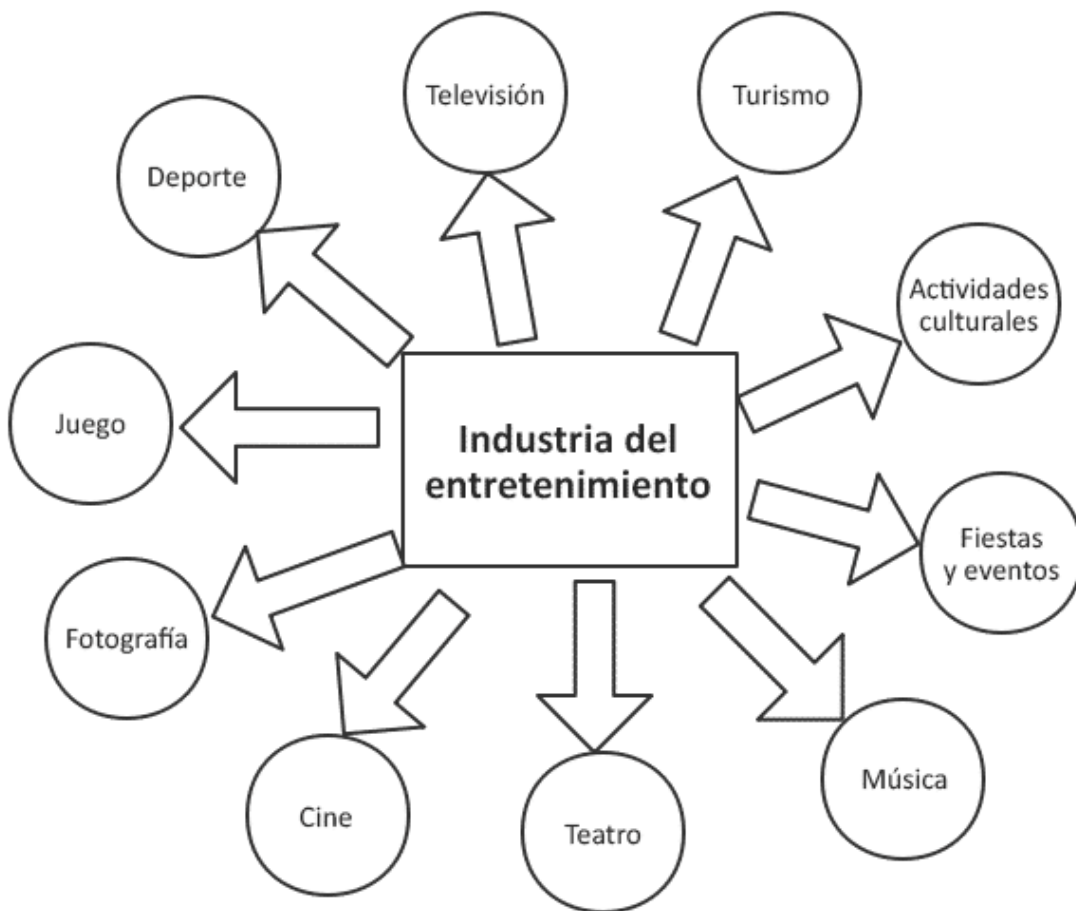 Televisión
Turismo
Deporte
Actividades
culturales
Juego
Industria del
entretenimiento
Fiestas
y eventos
Fotografía
Música
Cine
Teatro